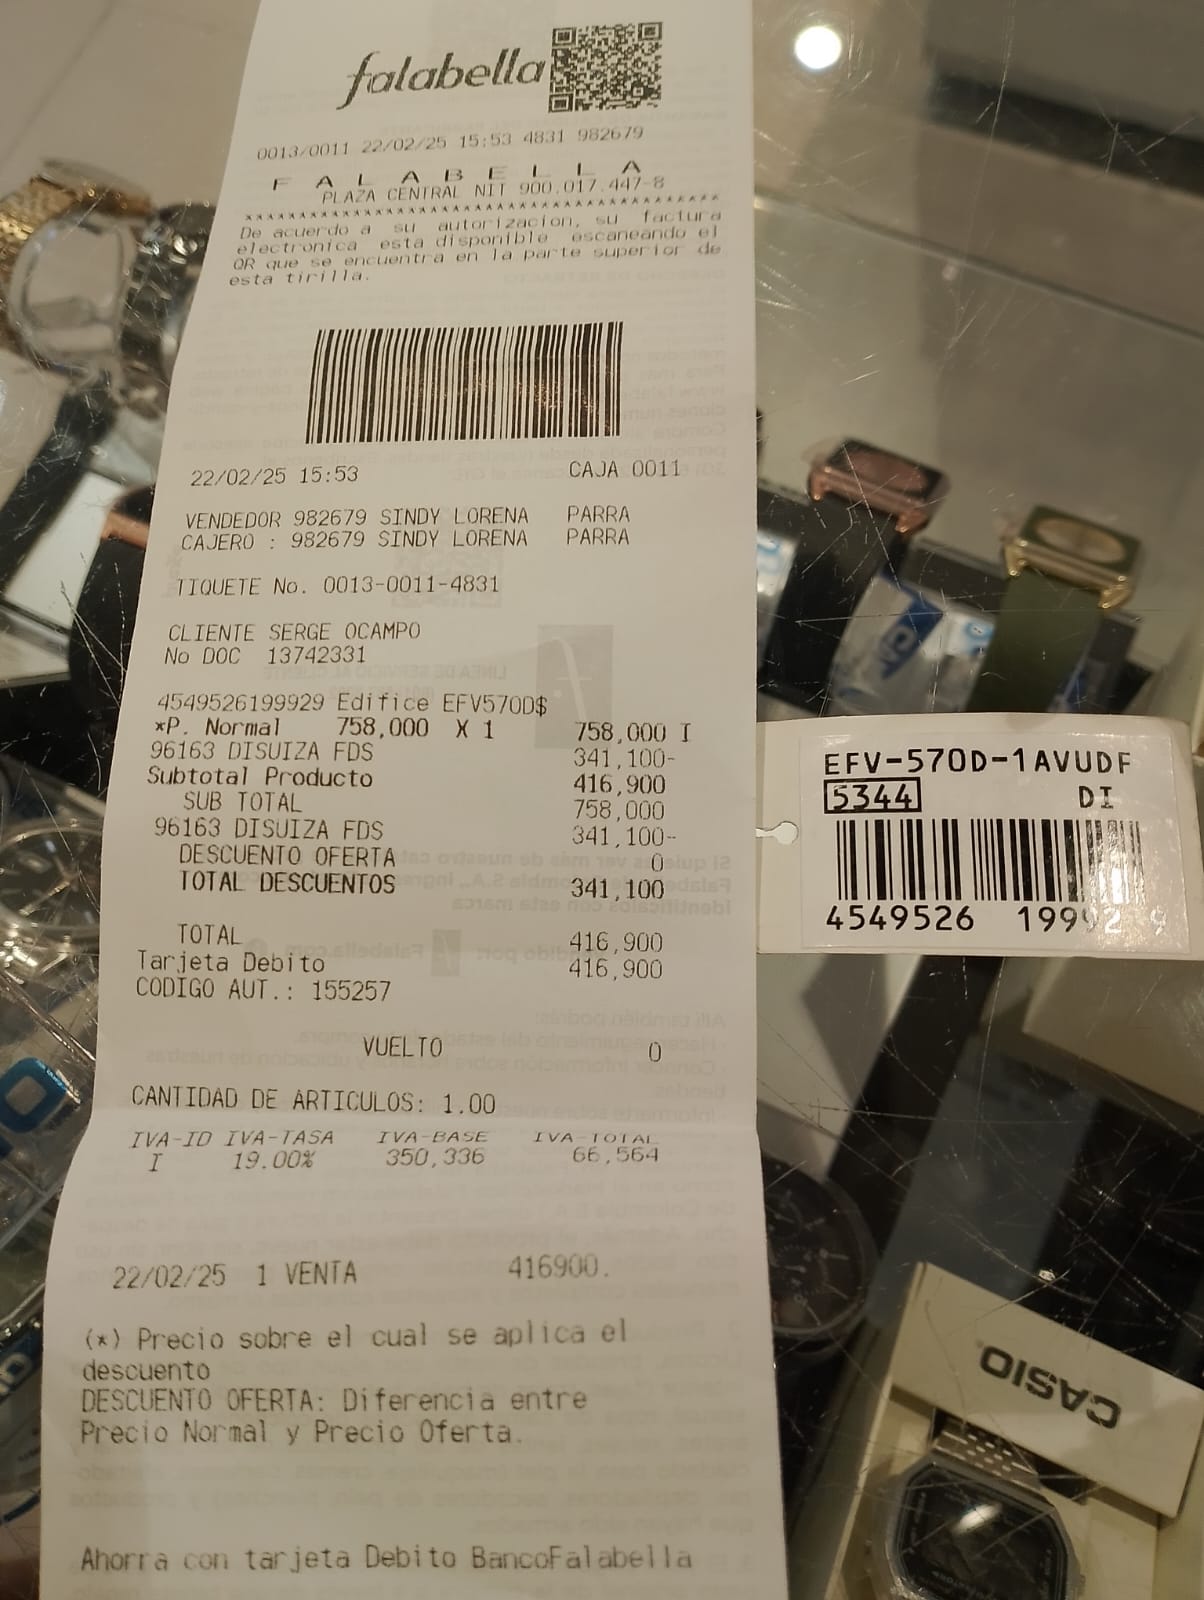 falabella
0013/0011 22/02/25 15:53 4831 982679
F A L A B E L L A
PLAZA CENTRAL NIT 900.017.447-8
De acuerdo a su autorizacion, su factura
electronica esta disponible escaneando el
QR que se encuentra en la parte superior de
esta tirilla.
22/02/25 15:53 CAJA 0011
VENDEDOR 982679 SINDY LORENA PARRA
CAJERO : 982679 SINDY LORENA PARRA
TIQUETE No. 0013-0011-4831
CLIENTE SERGE OCAMPO
No DOC 13742331
4549526199929 Edifice EFV570D$
*P. Normal 758,000 X 1 758,000 I
96163 DISUIZA FDS 341,100-
Subtotal Producto 416,900
SUB TOTAL 758,000
96163 DISUIZA FDS 341,100-
DESCUENTO OFERTA 0
TOTAL DESCUENTOS 341,100
TOTAL 416,900
Tarjeta Debito 416,900
CODIGO AUT.: 155257
VUELTO 0
CANTIDAD DE ARTICULOS: 1.00
IVA-ID IVA-TASA IVA-BASE IVA-TOTAL
I 19.00% 350,336 66,564
22/02/25 1 VENTA 416900.
(*) Precio sobre el cual se aplica el
descuento
DESCUENTO OFERTA: Diferencia entre
Precio Normal y Precio Oferta.
Ahorra con tarjeta Debito BancoFalabella
EFV-570D-1AVUDF
5344 DI
4549526 199929
CASIO